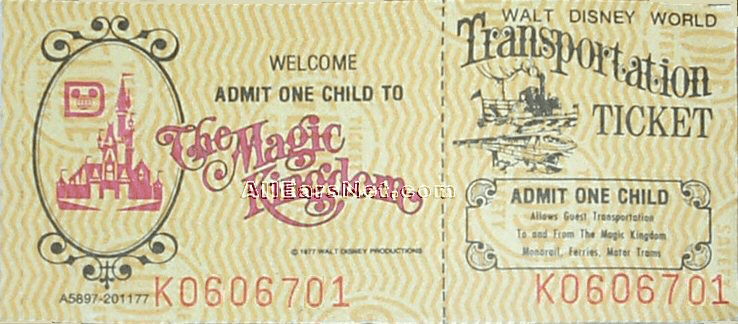 WELCOME
ADMIT ONE CHILD TO
The Magic
Kingdom
AllEarsNet.com
© 1977 WALT DISNEY PRODUCTIONS
A5897-201177 K0606701
WALT DISNEY WORLD
Transportation
TICKET
ADMIT ONE CHILD
Allows Guest Transportation
To and From The Magic Kingdom
Monorail, Ferries, Motor Trams
K0606701